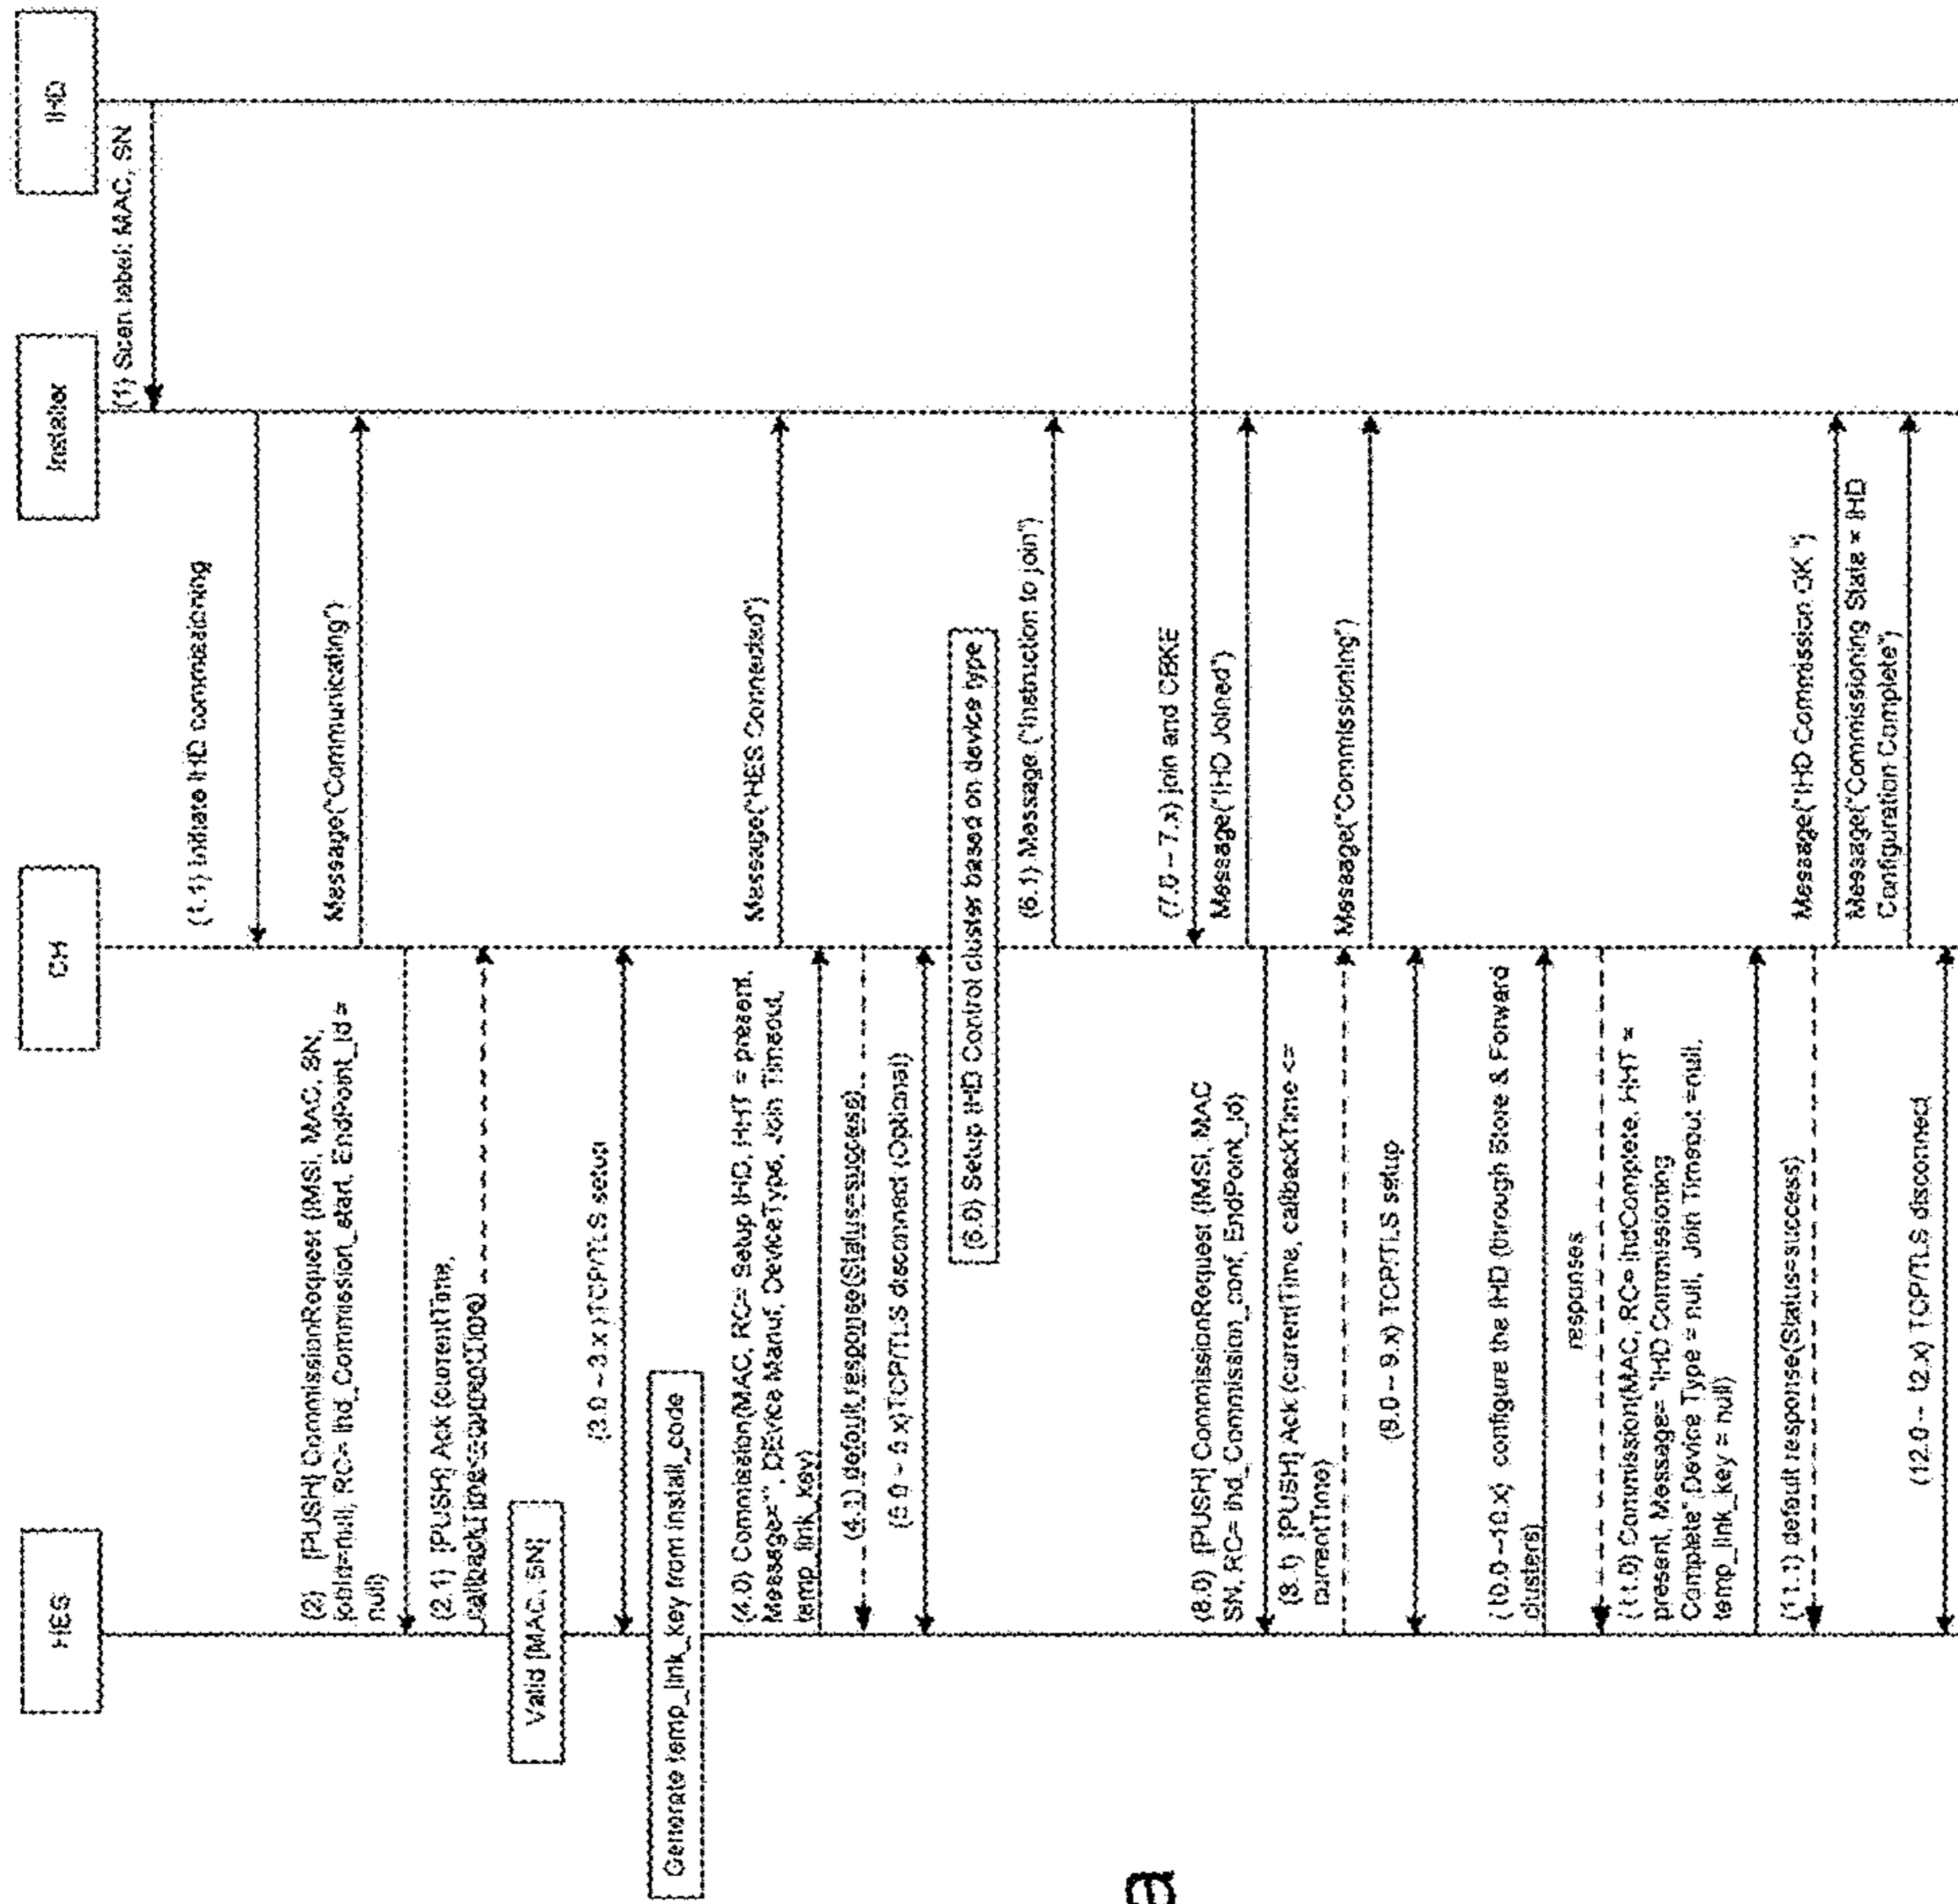 HES
CH
Installer
IHD
(1) Scan label: MAC, SN
(1.1) Initiate IHD commissioning
Message("Communicating")
(2) [PUSH] CommissionRequest (IMSI, MAC, SN,
jobId=null, RC= Ihd_Commission_start, EndPoint_id =
null)
(2.1) [PUSH] Ack (currentTime,
callbackTime<=currentTime)
Valid [MAC, SN]
(3.0 – 3.x)TCP/TLS setup
Generate temp_link_key from install_code
Message("HES Connected")
(4.0) Commission(MAC, RC= Setup IHD, HHT = present,
Message="", DEvice Manuf, DeviceType, Join Timeout,
temp_link_key)
(4.1) default response(Status=success)
(5.0 – 5.x)TCP/TLS disconnect (Optional)
(6.0) Setup IHD Control cluster based on device type
(6.1) Message ("Instruction to join")
(7.0 – 7.x) join and CBKE
Message("IHD Joined")
(8.0) [PUSH] CommissionRequest (IMSI, MAC
SN, RC= Ihd_Commission_conf, EndPoint_id)
(8.1) [PUSH] Ack (currentTime, callbackTime <=
currentTime)
Message("Commissioning")
(9.0 – 9.x) TCP/TLS setup
(10.0 –10.x) configure the IHD (through Store & Forward
clusters)
responses
(11.0) Commission(MAC, RC= IhdComplete, HHT =
present, Message= "IHD Commissioning
Complete" Device Type = null, Join Timeout =null,
temp_link_key = null)
(11.1) default response(Status=success)
Message("IHD Commission OK")
Message("Commissioning State = IHD
Configuration Complete")
(12.0 – 12.x) TCP/TLS disconnect